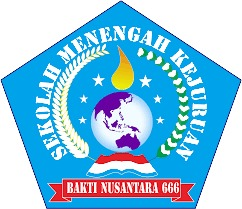 SEKOLAH MENENGAH KEJURUAN
BAKTI NUSANTARA 666